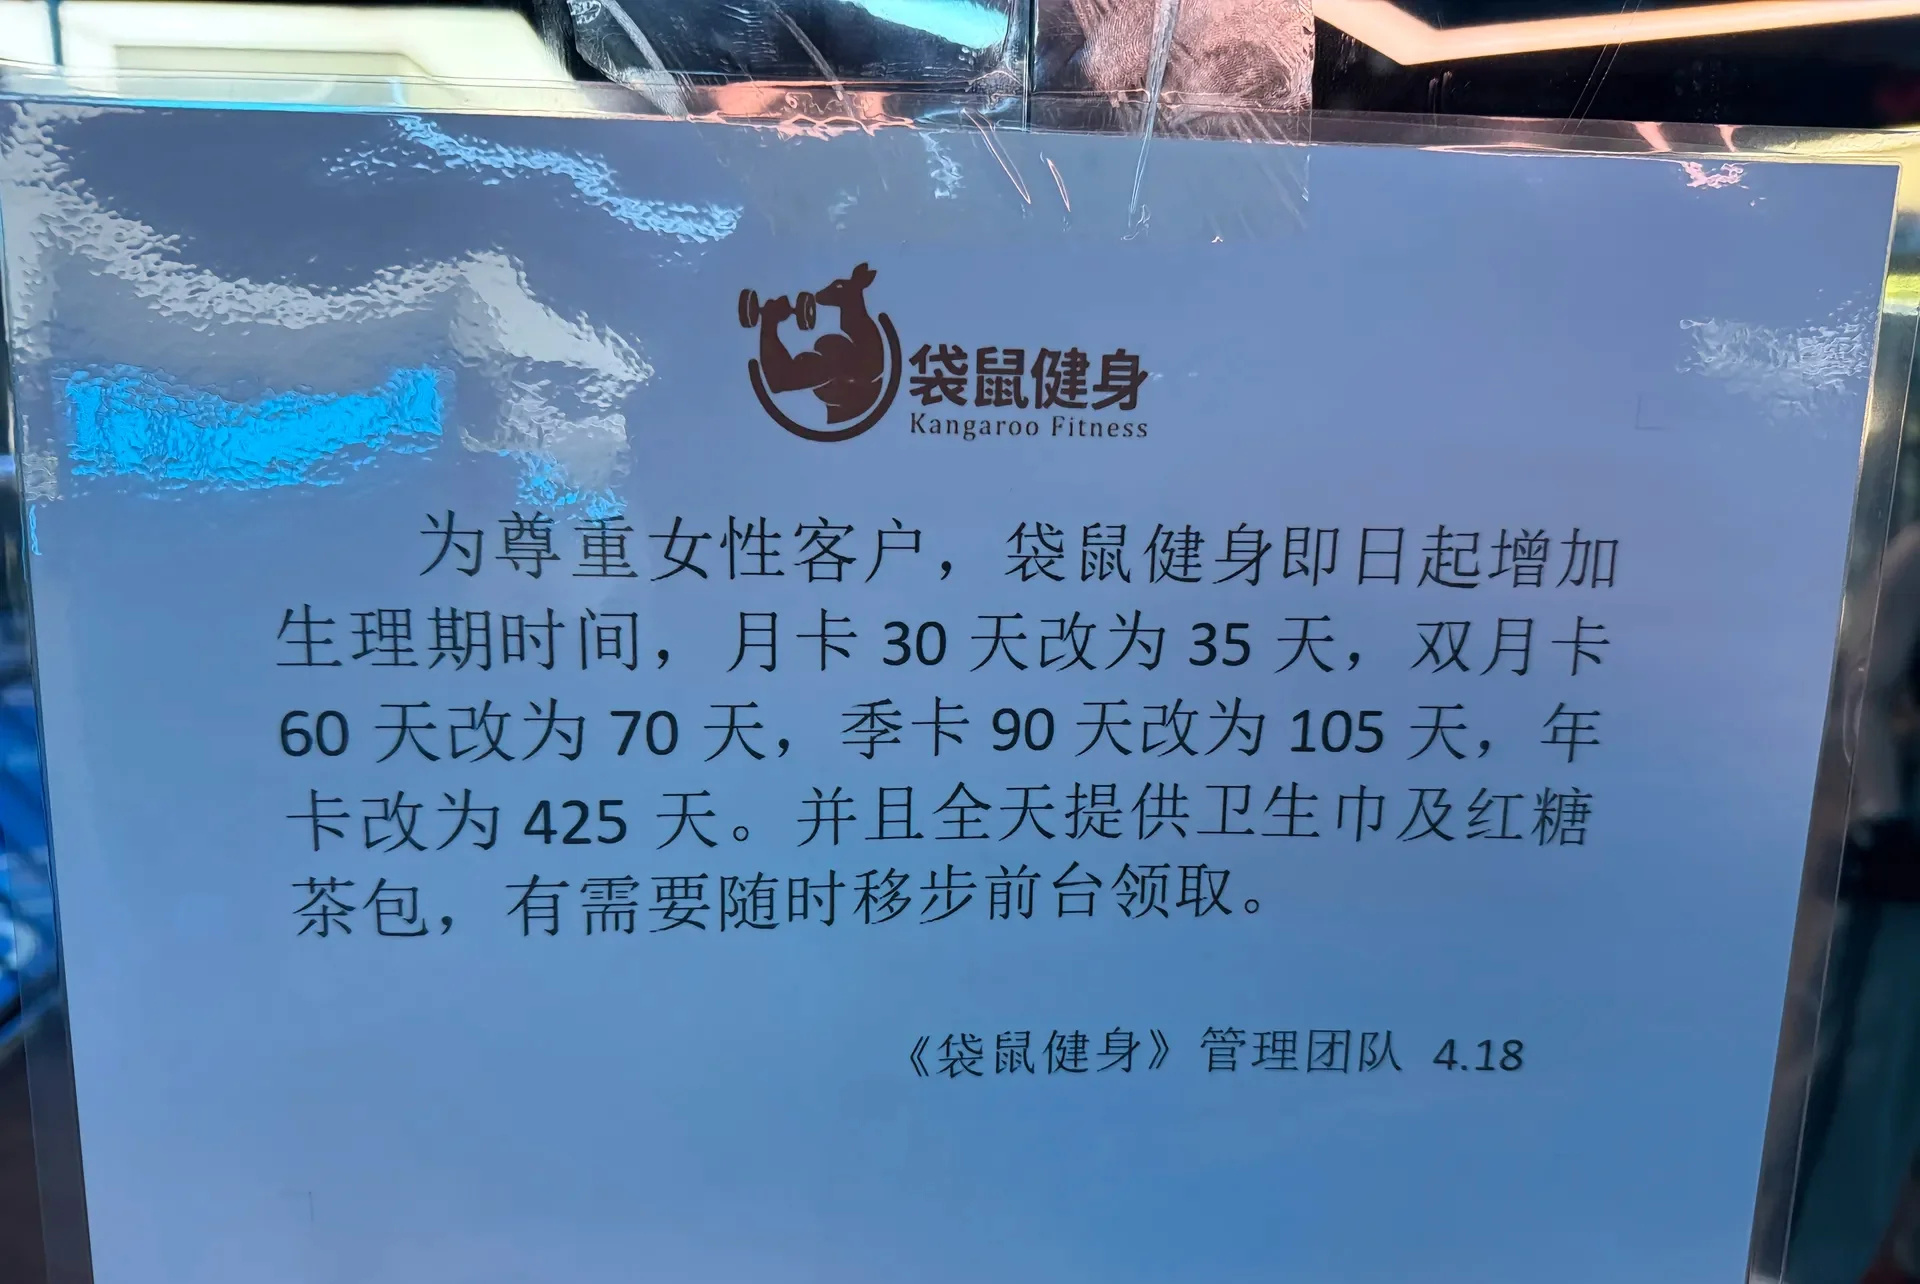 袋鼠健身
Kangaroo Fitness
为尊重女性客户，袋鼠健身即日起增加
生理期时间，月卡 30 天改为 35 天，双月卡
60 天改为 70 天，季卡 90 天改为 105 天，年
卡改为 425 天。并且全天提供卫生巾及红糖
茶包，有需要随时移步前台领取。
《袋鼠健身》管理团队 4.18